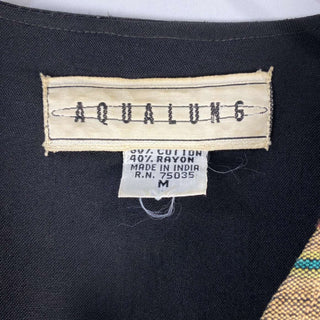 AQUALUNG
60% COTTON
40% RAYON
MADE IN INDIA
R.N. 75035
M